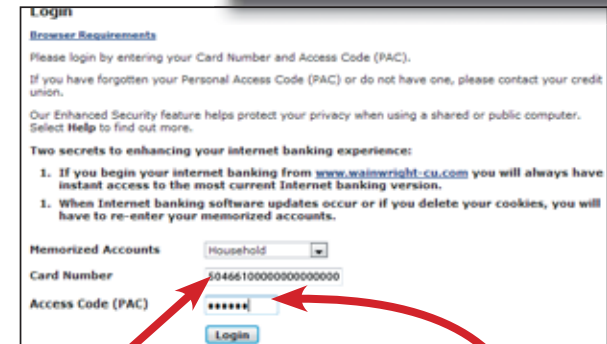 Login
Browser Requirements
Please login by entering your Card Number and Access Code (PAC).
If you have forgotten your Personal Access Code (PAC) or do not have one, please contact your credit
union.
Our Enhanced Security feature helps protect your privacy when using a shared or public computer.
Select Help to find out more.
Two secrets to enhancing your internet banking experience:
1. If you begin your internet banking from www.wainwright-cu.com you will always have
instant access to the most current Internet banking version.
1. When Internet banking software updates occur or if you delete your cookies, you will
have to re-enter your memorized accounts.
Memorized Accounts Household
Card Number
Access Code (PAC) ••••••
Login